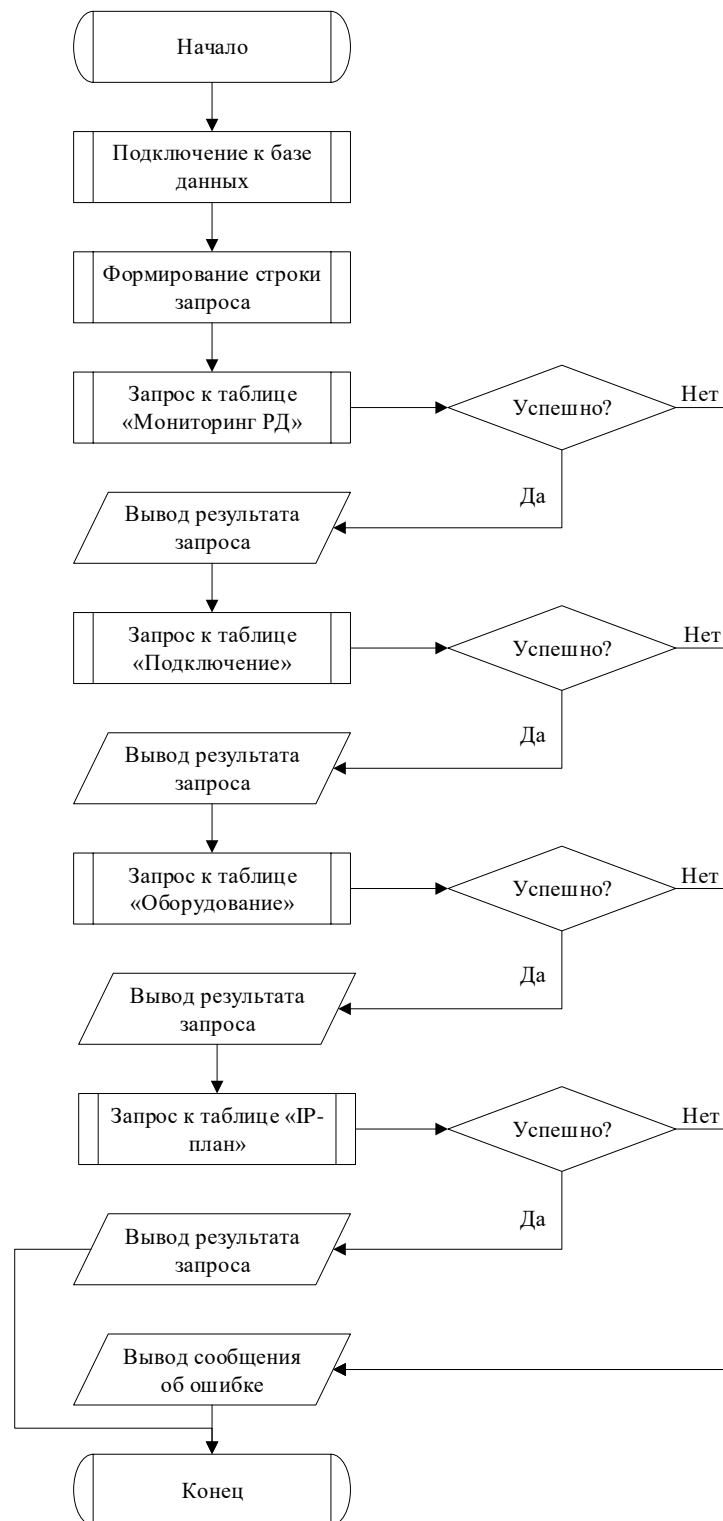 Начало
Подключение к базе
данных
Формирование строки
запроса
Запрос к таблице
«Мониторинг РД»
Успешно?
Нет
Да
Вывод результата
запроса
Запрос к таблице
«Подключение»
Успешно?
Нет
Да
Вывод результата
запроса
Запрос к таблице
«Оборудование»
Успешно?
Нет
Да
Вывод результата
запроса
Запрос к таблице «IP-
план»
Успешно?
Нет
Да
Вывод результата
запроса
Вывод сообщения
об ошибке
Конец